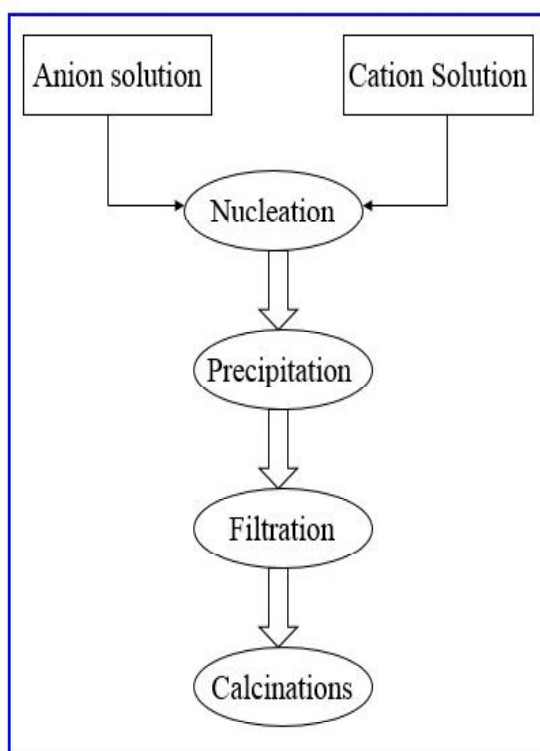 Anion solution
Cation Solution
Nucleation
Precipitation
Filtration
Calcinations